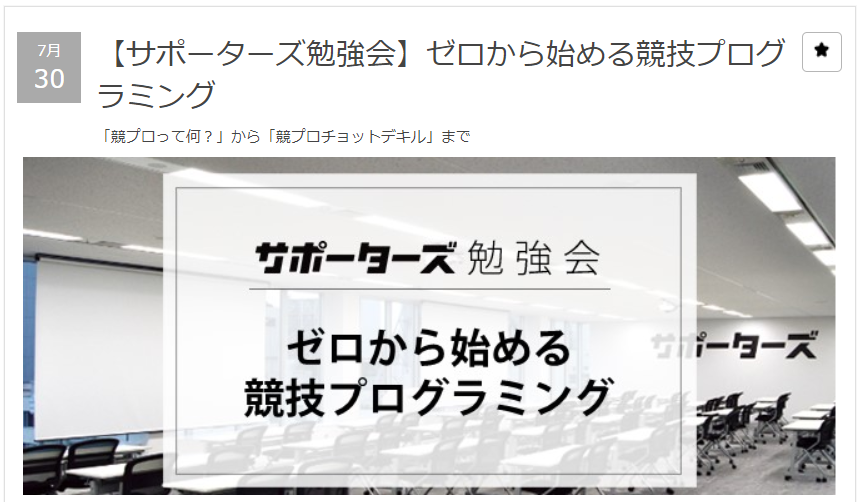 7月
30
【サポーターズ勉強会】ゼロから始める競技プログ
ラミング
「競プロって何？」から「競プロチョットデキル」まで
サポーターズ勉強会
ゼロから始める
競技プログラミング
サポーターズ